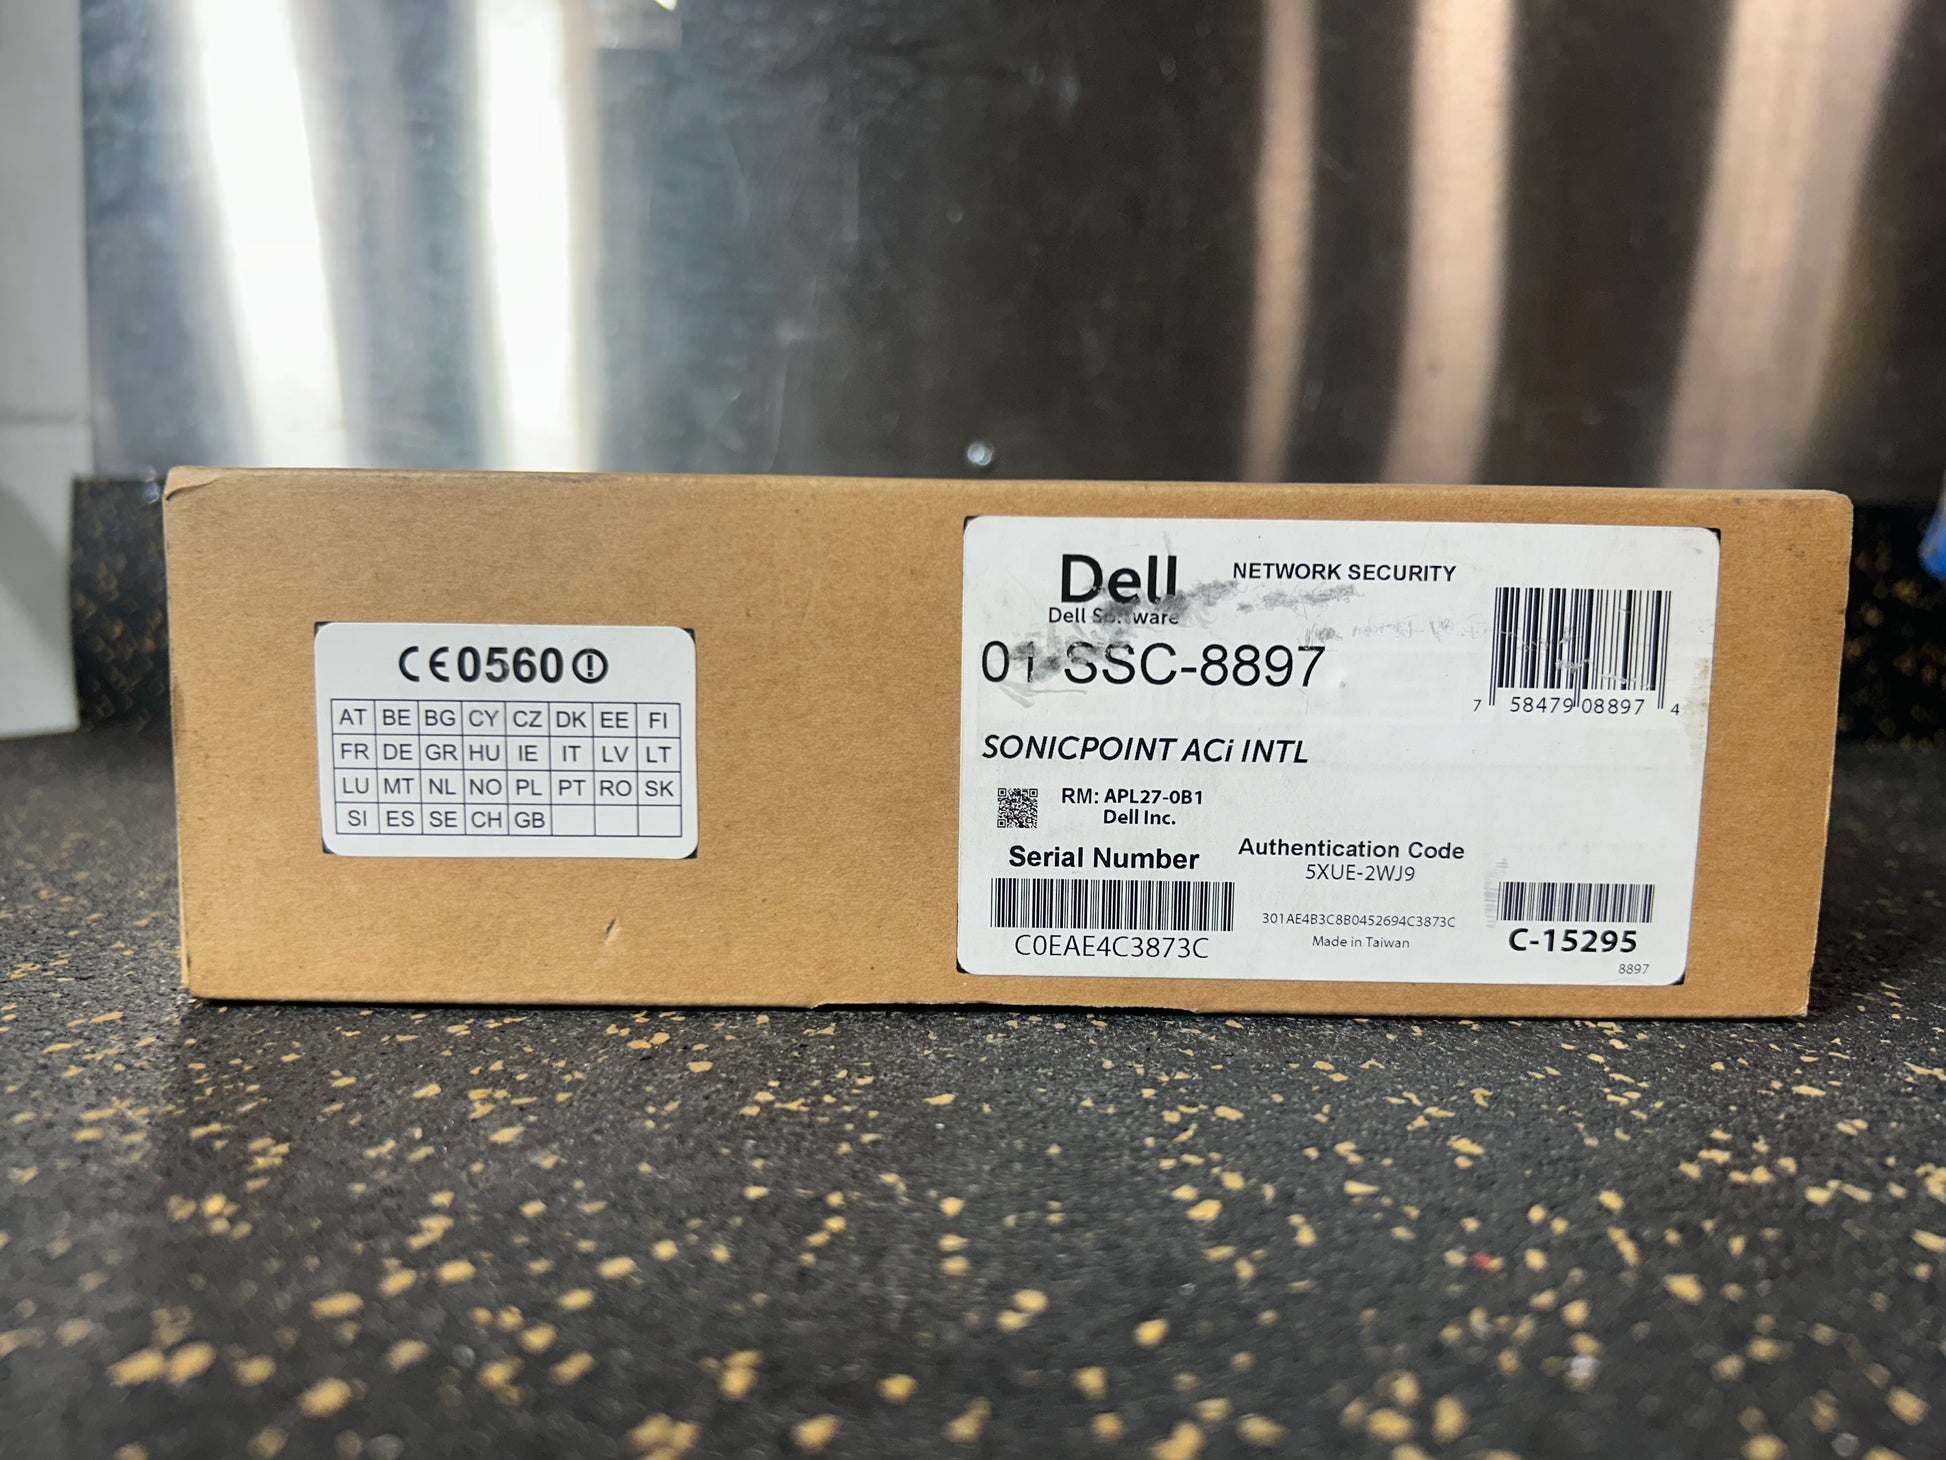 CE0560
AT BE BG CY CZ DK EE FI
FR DE GR HU IE IT LV LT
LU MT NL NO PL PT RO SK
SI ES SE CH GB
Dell
NETWORK SECURITY
Dell Software
01-SSC-8897
7 58479 08897 4
SONICPOINT ACi INTL
RM: APL27-0B1
Dell Inc.
Serial Number
Authentication Code
5XUE-2WJ9
C0EAE4C3873C
301AE4B3C8B0452694C3873C
Made in Taiwan
C-15295
8897